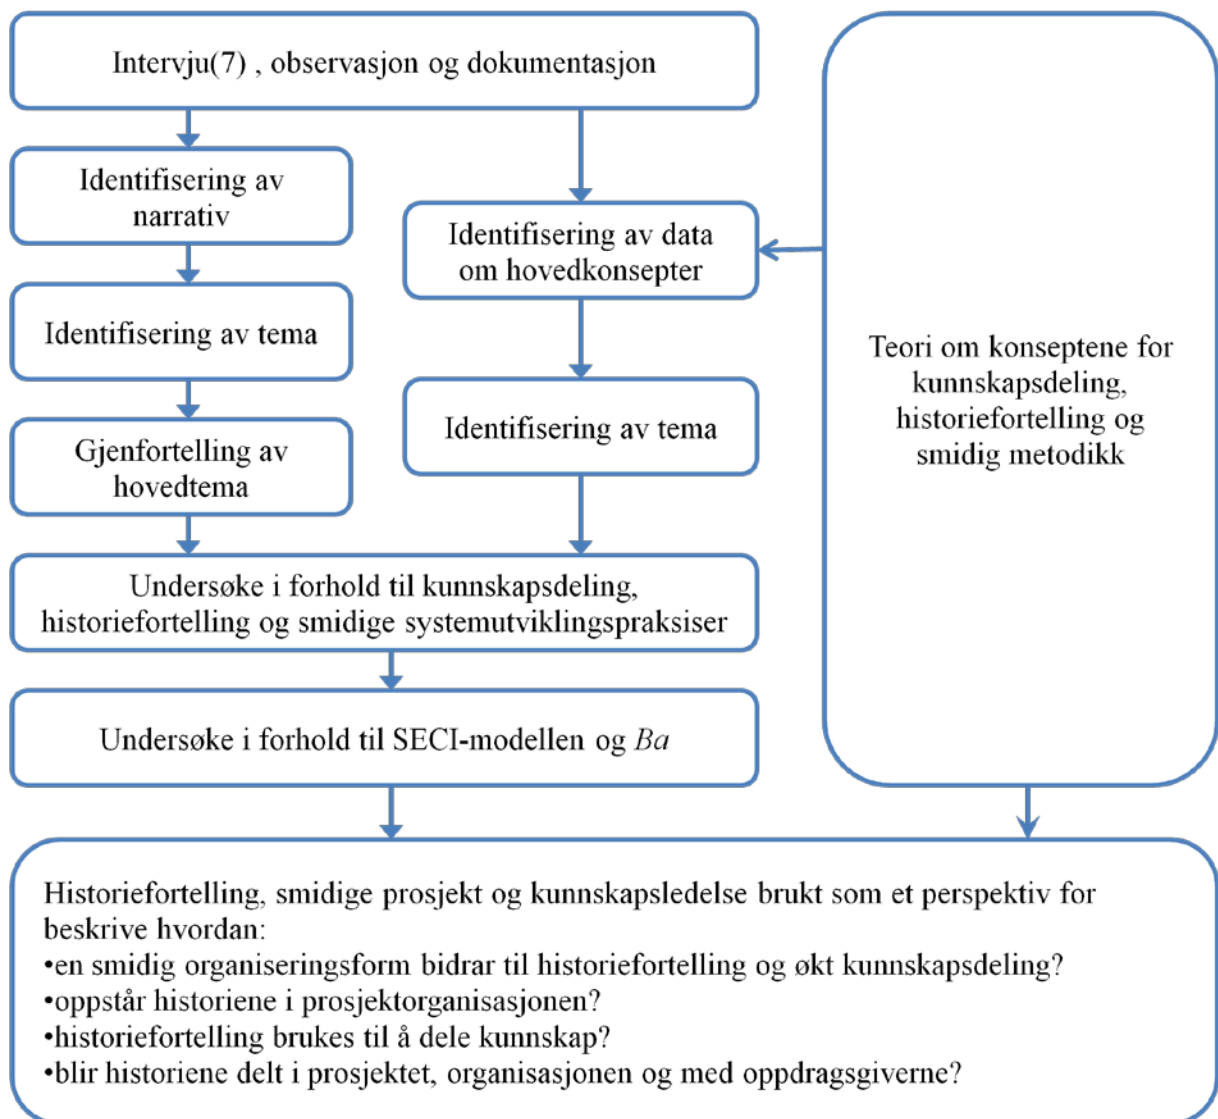 Intervju(7) , observasjon og dokumentasjon
Identifisering av
narrativ
Identifisering av tema
Gjenfortelling av
hovedtema
Identifisering av data
om hovedkonsepter
Identifisering av tema
Teori om konseptene for
kunnskapsdeling,
historiefortelling og
smidig metodikk
Undersøke i forhold til kunnskapsdeling,
historiefortelling og smidige systemutviklingspraksiser
Undersøke i forhold til SECI-modellen og Ba
Historiefortelling, smidige prosjekt og kunnskapsledelse brukt som et perspektiv for
beskrive hvordan:
•en smidig organiseringsform bidrar til historiefortelling og økt kunnskapsdeling?
•oppstår historiene i prosjektorganisasjonen?
•historiefortelling brukes til å dele kunnskap?
•blir historiene delt i prosjektet, organisasjonen og med oppdragsgiverne?